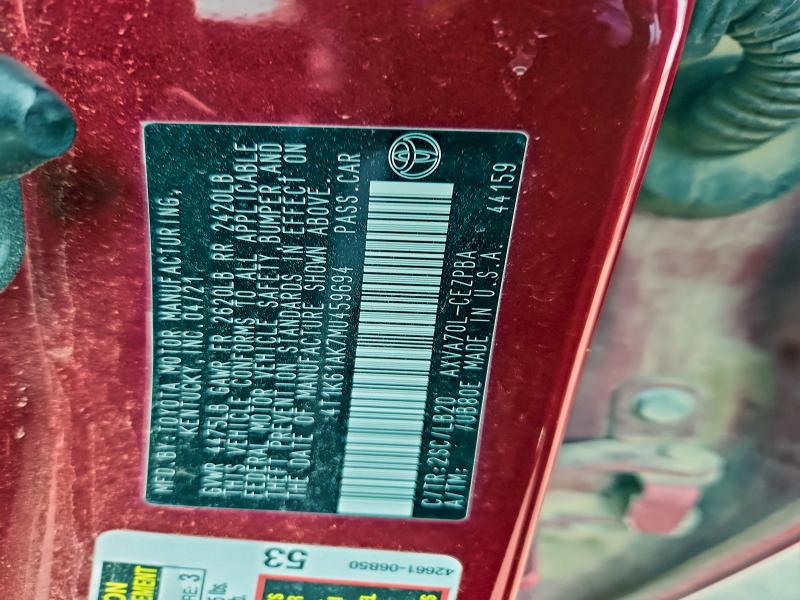 MFD.BY: TOYOTA MOTOR MANUFACTURING,
KENTUCKY INC. 04/21
GVWR 4475LB GAWR FR 2620LB RR 2420LB
THIS VEHICLE CONFORMS TO ALL APPLICABLE
FEDERAL MOTOR VEHICLE SAFETY, BUMPER AND
THEFT PREVENTION STANDARDS IN EFFECT ON
THE DATE OF MANUFACTURE SHOWN ABOVE.
PASS.CAR
C/TR:2SC/LB20 AXVA70L-CEZPBA
A/TM: /UB80E MADE IN U.S.A. 44159
53
42661-06B50